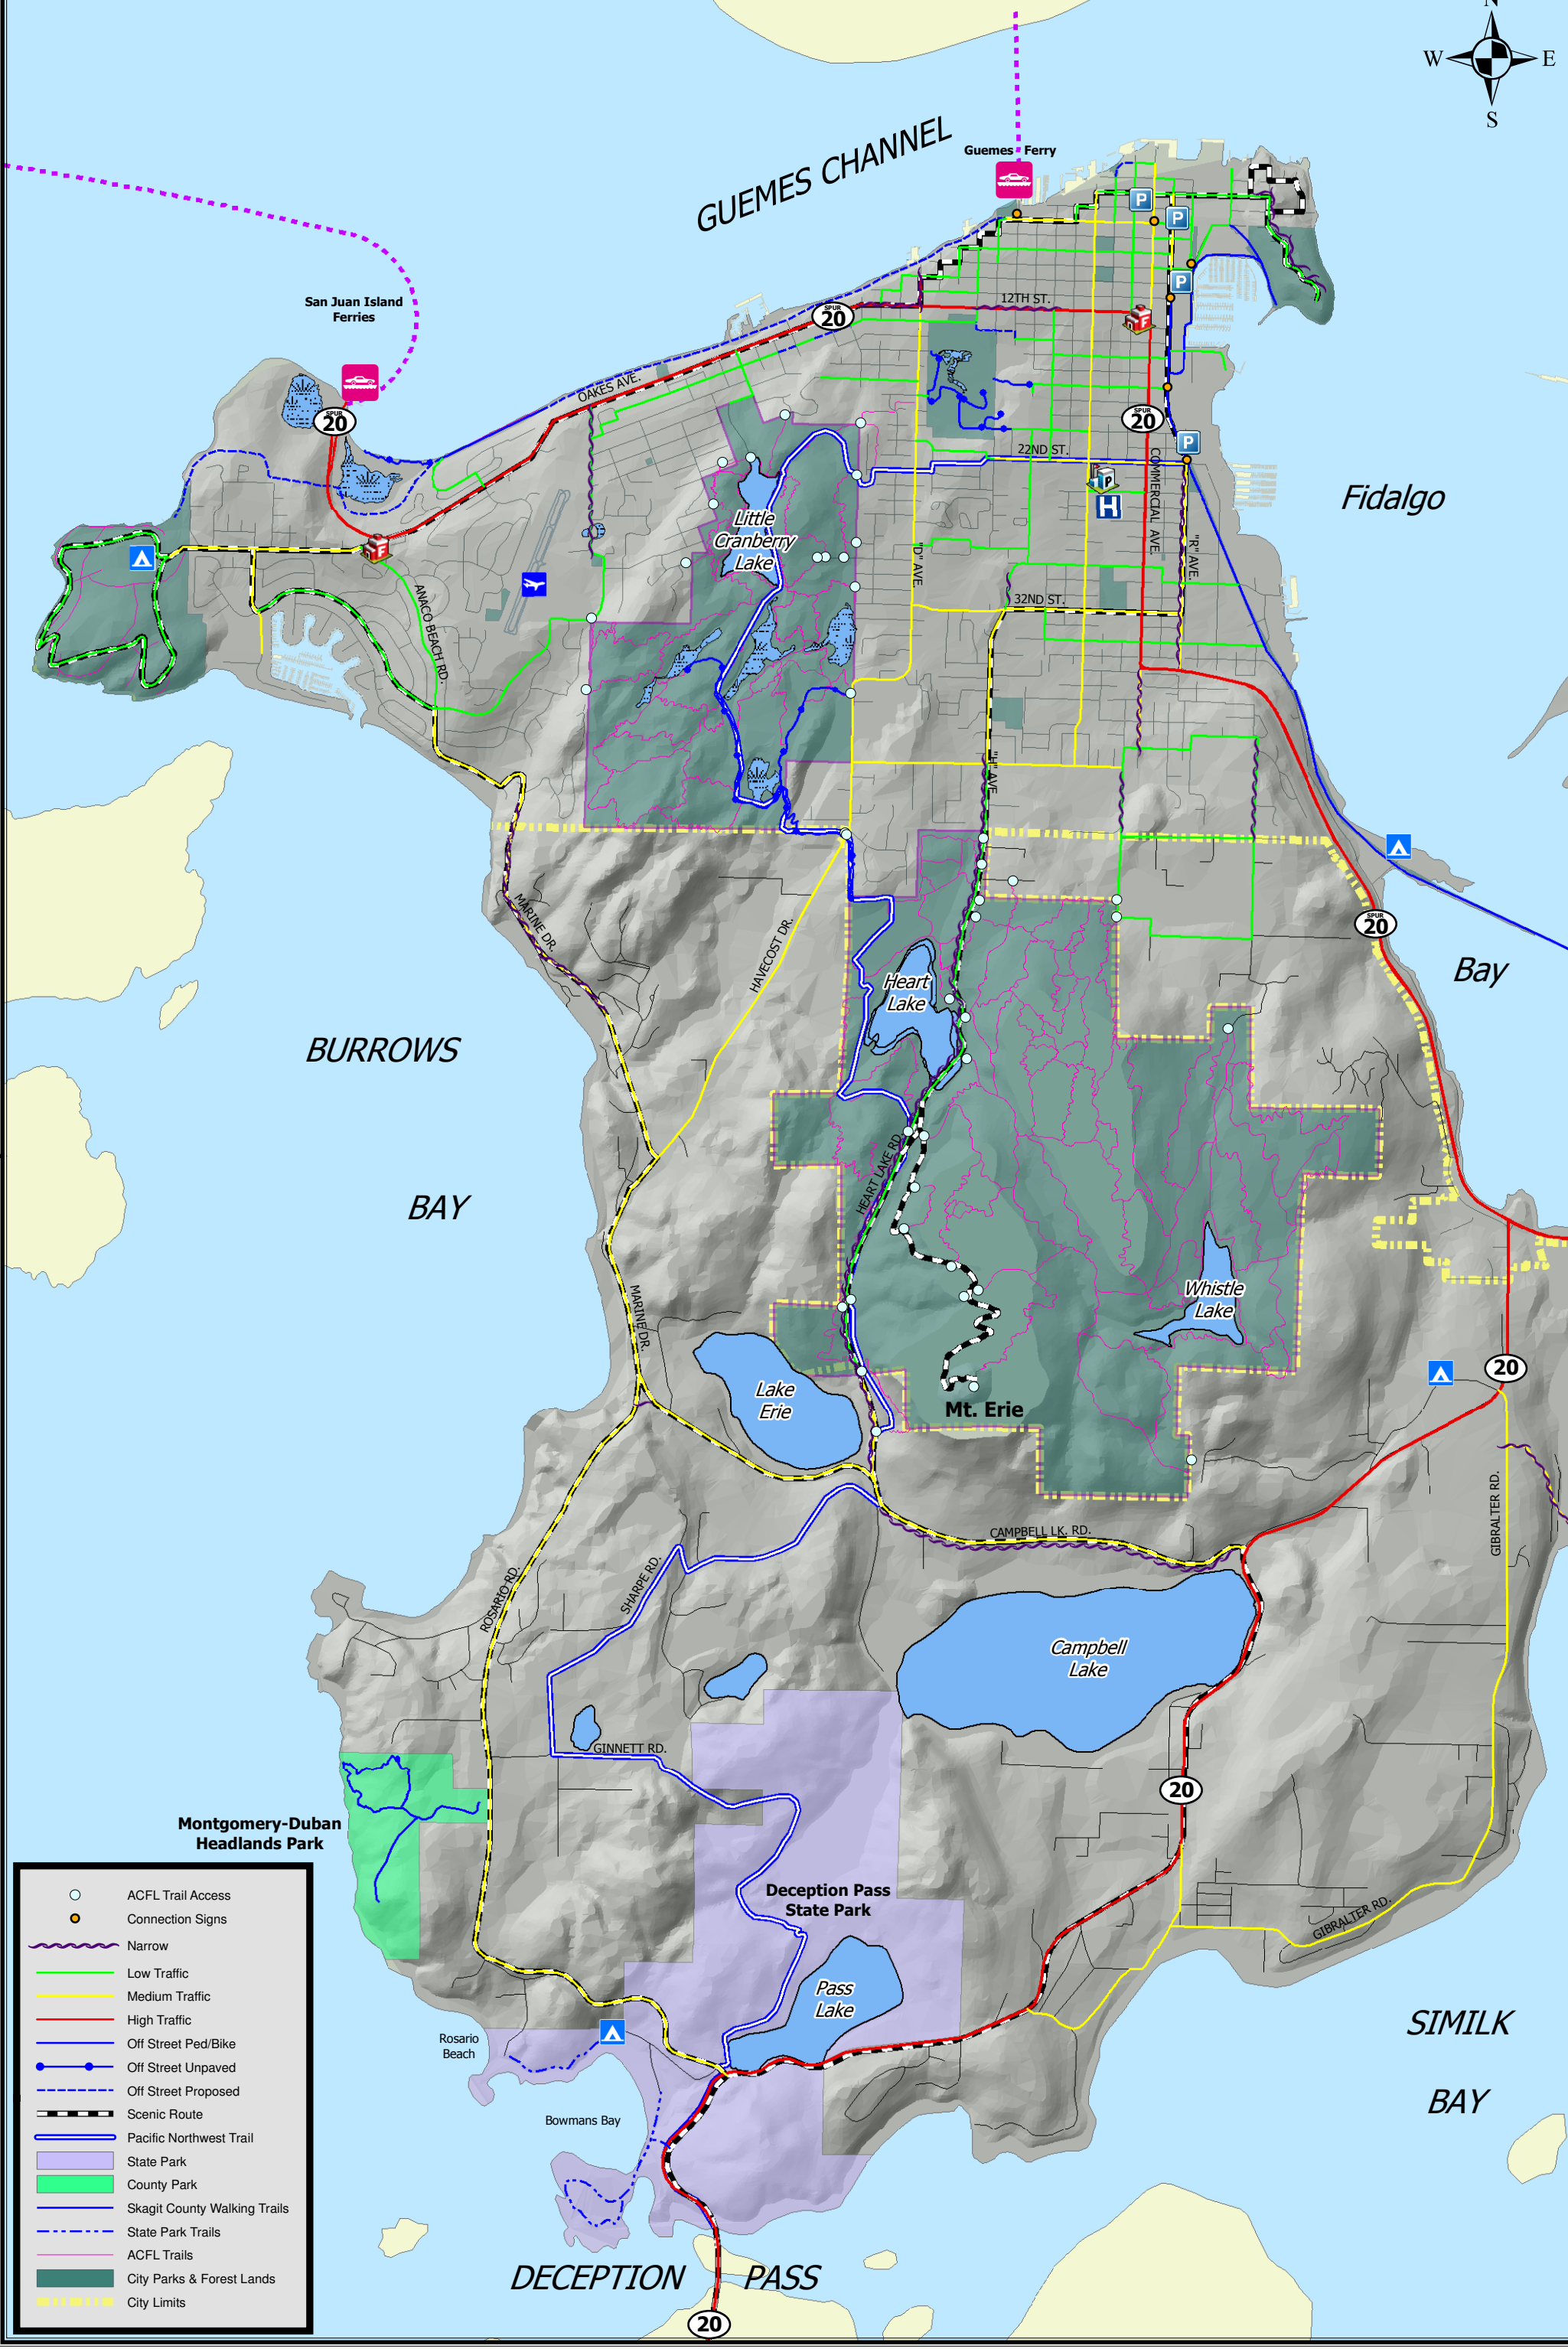 N
W E
S
GUEMES CHANNEL
Guemes Ferry
San Juan Island
Ferries
P
P
P
12TH ST.
SPUR
20
F
OAKES AVE.
SPUR
20
SPUR
20
P
22ND ST.
COMMERCIAL AVE.
P
H
Fidalgo
Little
Cranberry
Lake
F
"D" AVE.
"R" AVE.
ANACO BEACH RD.
32ND ST.
"H" AVE
MARINE DR.
HAVECOST DR.
SPUR
20
Heart
Lake
Bay
BURROWS
BAY
HEART LAKE RD.
MARINE DR.
Whistle
Lake
20
Lake
Erie
Mt. Erie
GIBRALTER RD.
CAMPBELL LK. RD.
ROSARIO RD.
SHARPE RD.
Campbell
Lake
GINNETT RD.
20
Montgomery-Duban
Headlands Park
Deception Pass
State Park
GIBRALTER RD.
Pass
Lake
SIMILK
BAY
Rosario
Beach
Bowmans Bay
DECEPTION PASS
20
ACFL Trail Access
Connection Signs
Narrow
Low Traffic
Medium Traffic
High Traffic
Off Street Ped/Bike
Off Street Unpaved
Off Street Proposed
Scenic Route
Pacific Northwest Trail
State Park
County Park
Skagit County Walking Trails
State Park Trails
ACFL Trails
City Parks & Forest Lands
City Limits